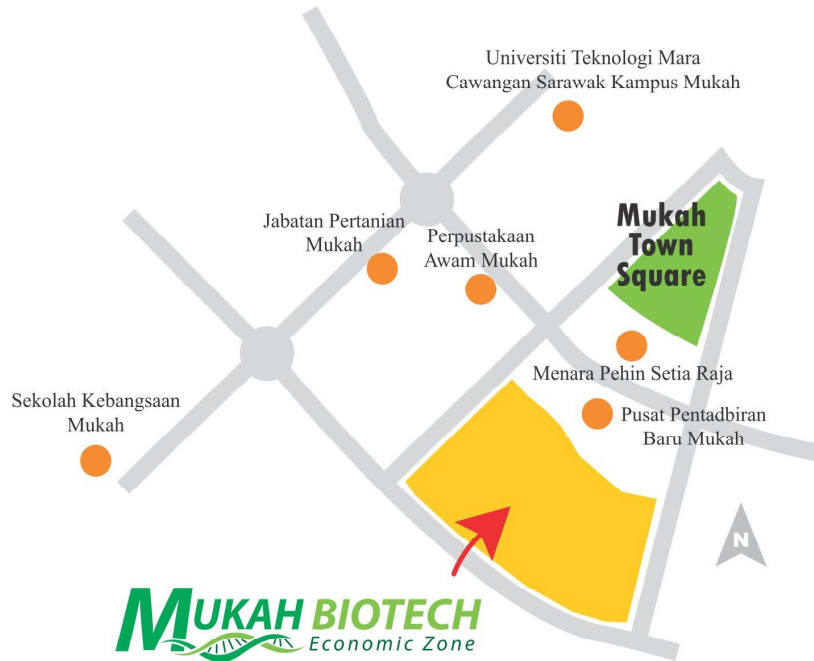 Universiti Teknologi Mara
Cawangan Sarawak Kampus Mukah
Jabatan Pertanian
Mukah
Perpustakaan
Awam Mukah
Mukah
Town
Square
Menara Pehin Setia Raja
Sekolah Kebangsaan
Mukah
Pusat Pentadbiran
Baru Mukah
N
MUKAH BIOTECH
Economic Zone